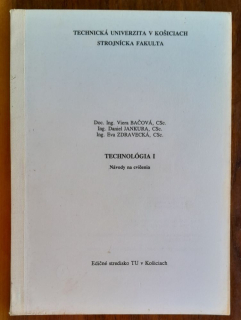 TECHNICKÁ UNIVERZITA V KOŠICIACH
STROJNÍCKA FAKULTA
Doc. Ing. Viera BAČOVÁ, CSc.
Ing. Daniel JANKURA, CSc.
Ing. Eva ZDRAVECKÁ, CSc.
TECHNOLÓGIA I
Návody na cvičenia
Edičné stredisko TU v Košiciach